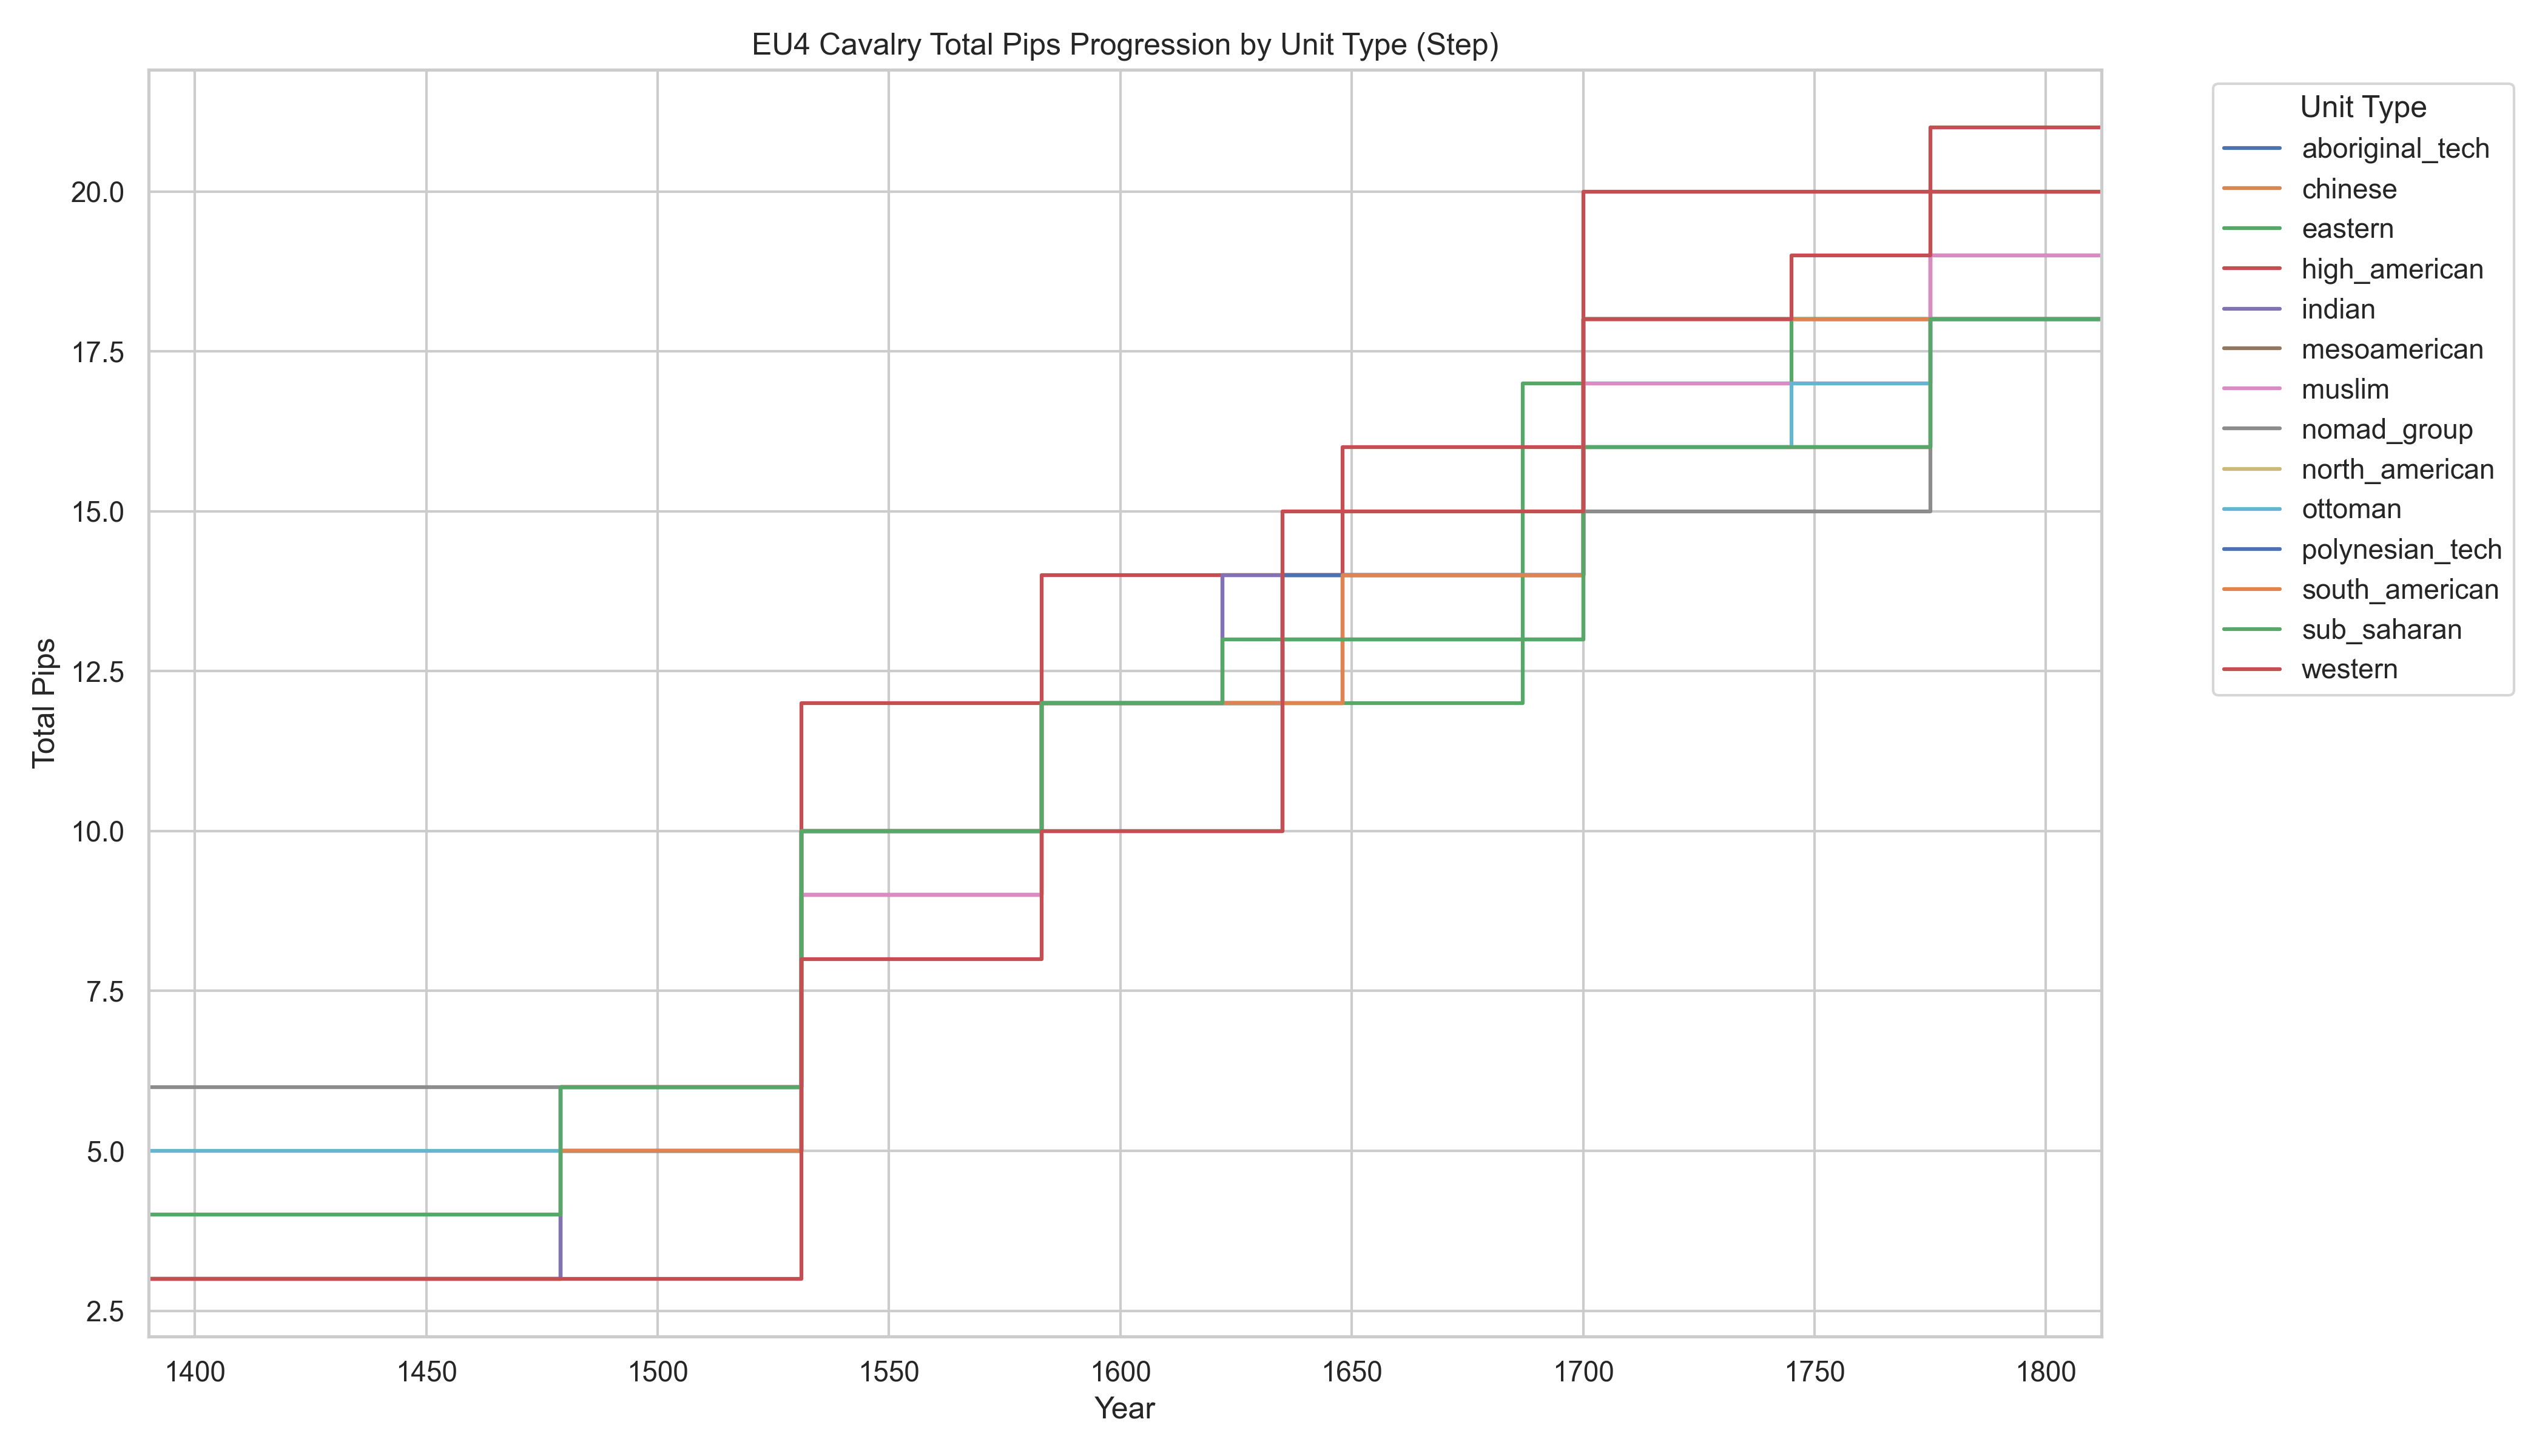 EU4 Cavalry Total Pips Progression by Unit Type (Step)
Total Pips
20.0
17.5
15.0
12.5
10.0
7.5
5.0
2.5
1400 1450 1500 1550 1600 1650 1700 1750 1800
Year
Unit Type
aboriginal_tech
chinese
eastern
high_american
indian
mesoamerican
muslim
nomad_group
north_american
ottoman
polynesian_tech
south_american
sub_saharan
western